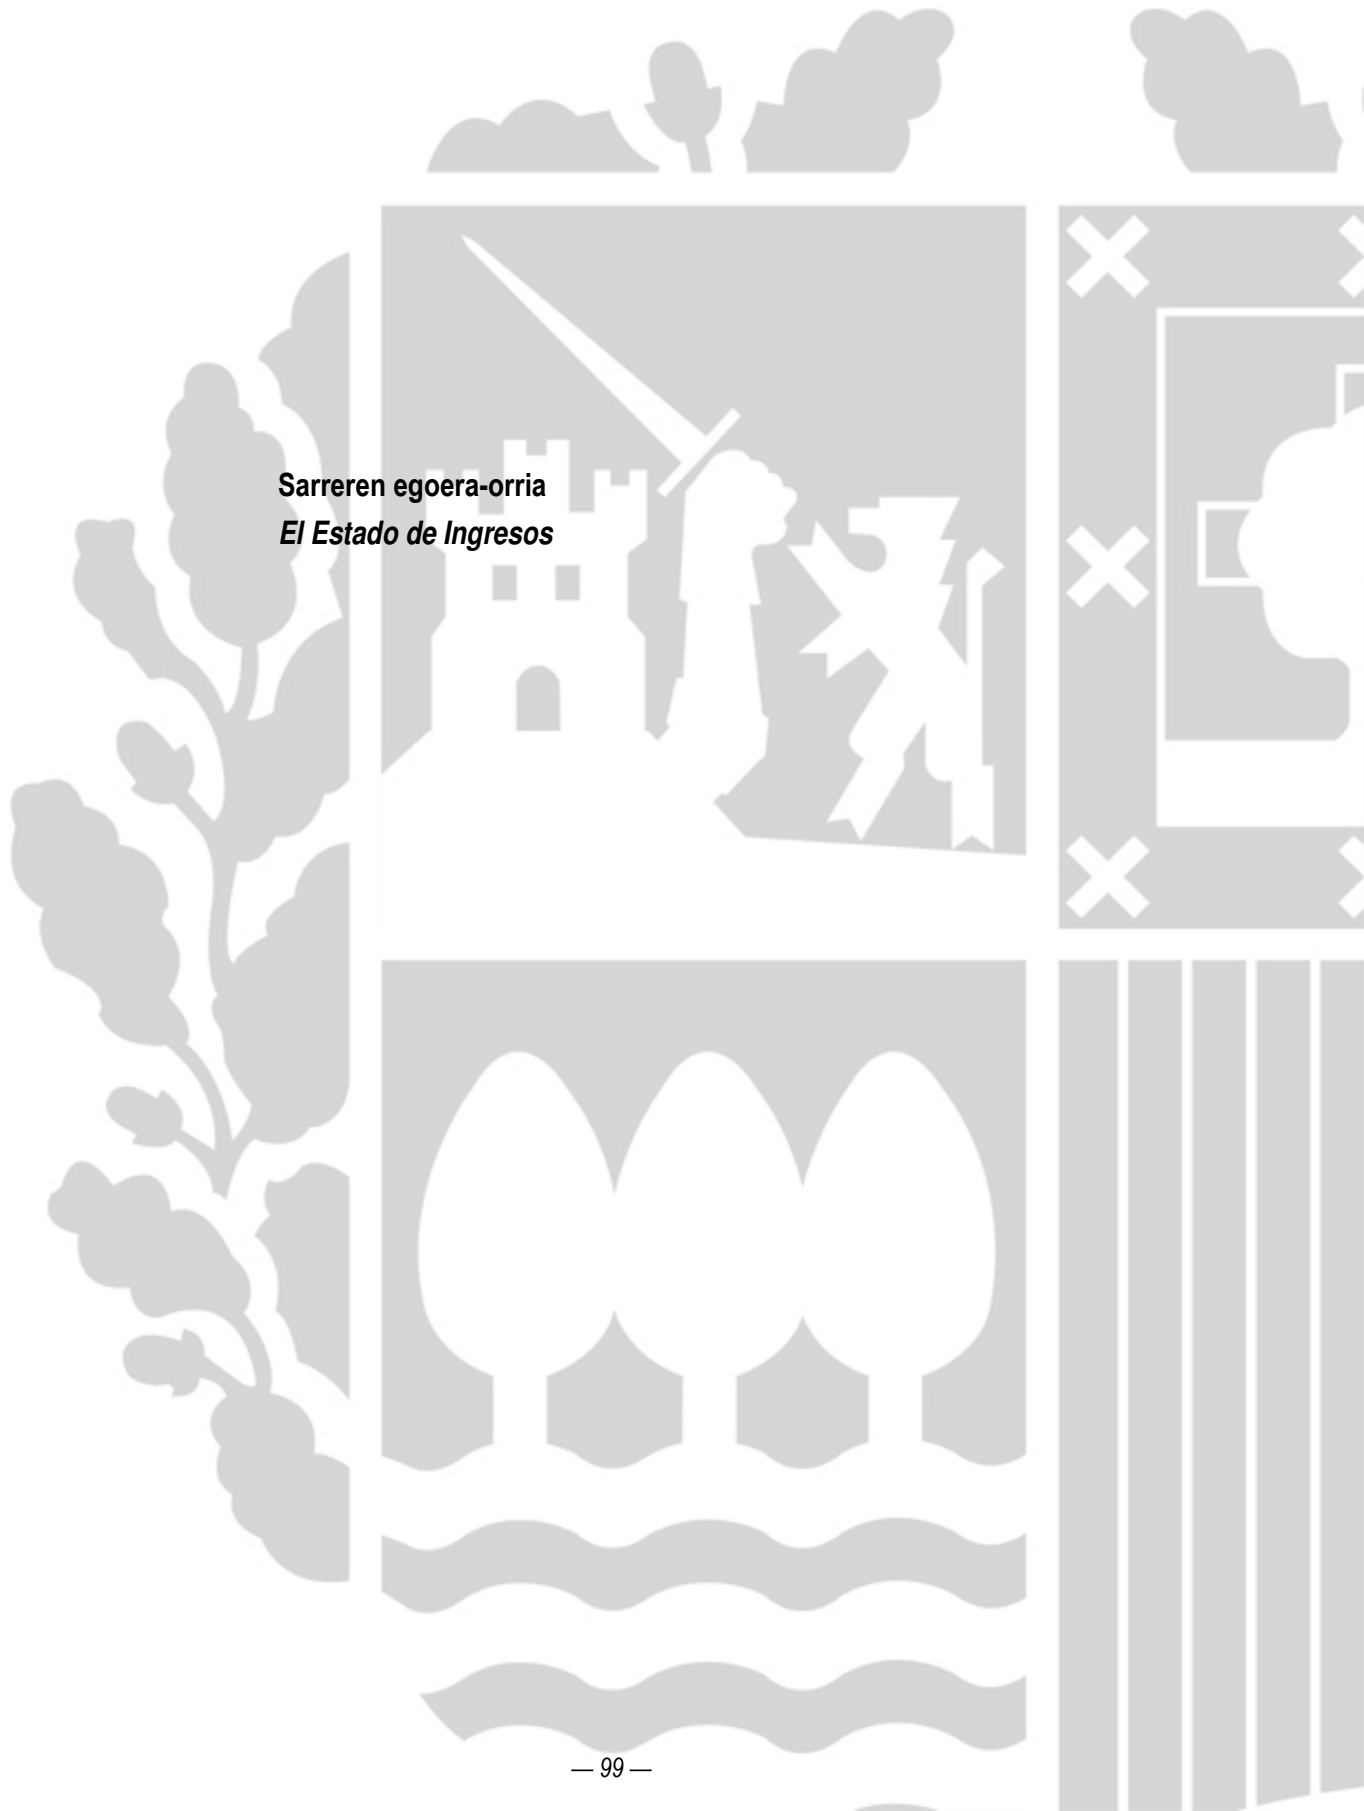 Sarreren egoera-orria
El Estado de Ingresos
— 99 —